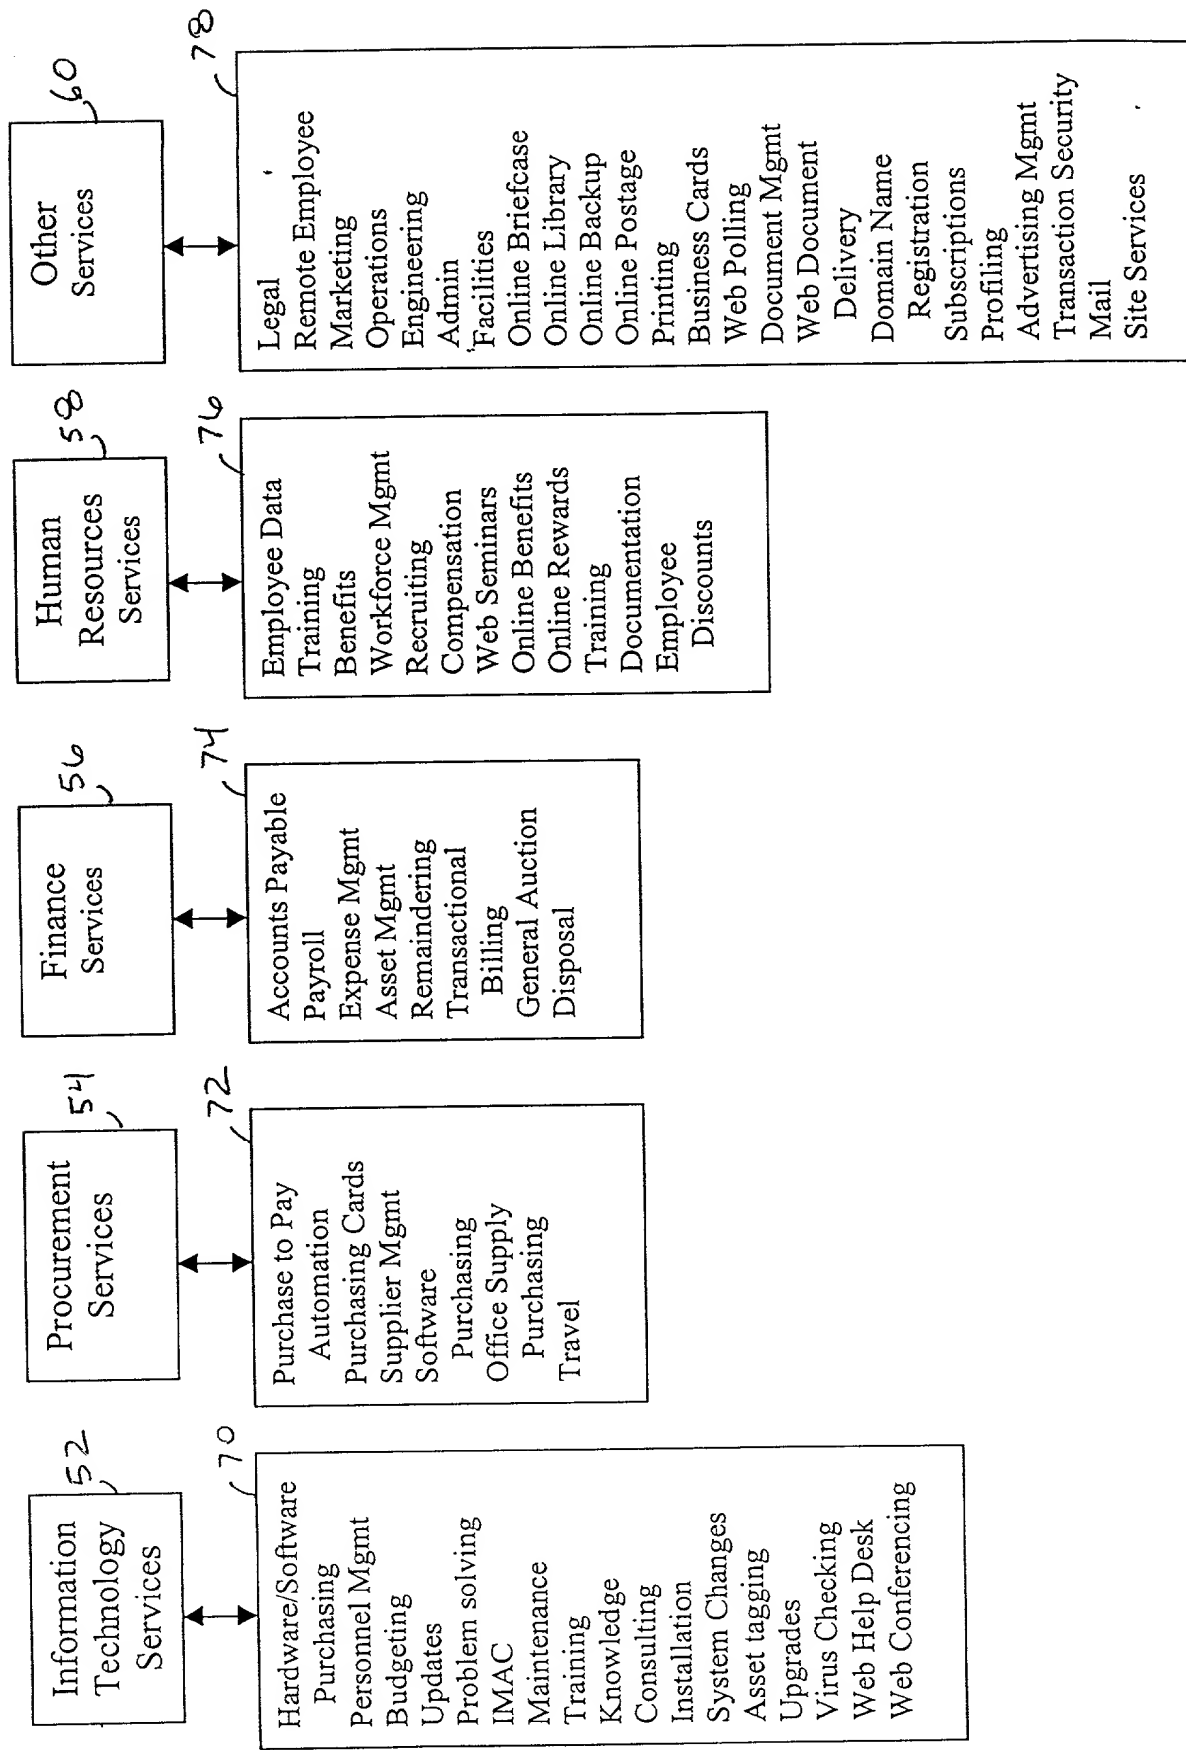 Information
Technology
Services
52
70
Hardware/Software
Purchasing
Personnel Mgmt
Budgeting
Updates
Problem solving
IMAC
Maintenance
Training
Knowledge
Consulting
Installation
System Changes
Asset tagging
Upgrades
Virus Checking
Web Help Desk
Web Conferencing
Procurement
Services
54
72
Purchase to Pay
Automation
Purchasing Cards
Supplier Mgmt
Software
Purchasing
Office Supply
Purchasing
Travel
Finance
Services
56
74
Accounts Payable
Payroll
Expense Mgmt
Asset Mgmt
Remaindering
Transactional
Billing
General Auction
Disposal
Human
Resources
Services
58
76
Employee Data
Training
Benefits
Workforce Mgmt
Recruiting
Compensation
Web Seminars
Online Benefits
Online Rewards
Training
Documentation
Employee
Discounts
Other
Services
60
78
Legal
Remote Employee
Marketing
Operations
Engineering
Admin
Facilities
Online Briefcase
Online Library
Online Backup
Online Postage
Printing
Business Cards
Web Polling
Document Mgmt
Web Document
Delivery
Domain Name
Registration
Subscriptions
Profiling
Advertising Mgmt
Transaction Security
Mail
Site Services